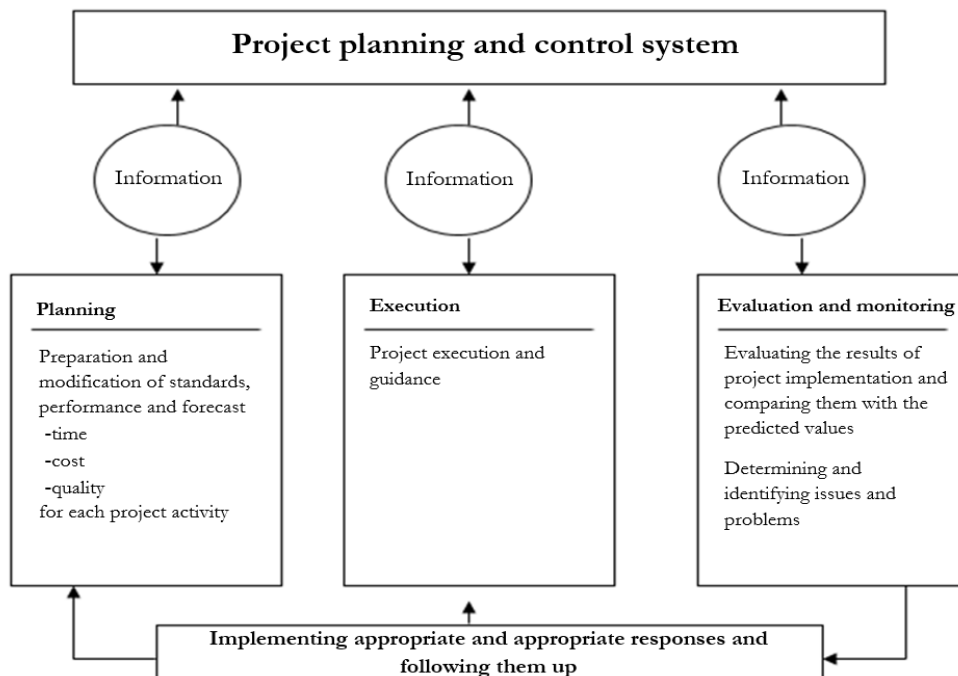 Project planning and control system
Information
Information
Information
Planning
Preparation and
modification of standards,
performance and forecast
-time
-cost
-quality
for each project activity
Execution
Project execution and
guidance
Evaluation and monitoring
Evaluating the results of
project implementation and
comparing them with the
predicted values
Determining and
identifying issues and
problems
Implementing appropriate and appropriate responses and
following them up